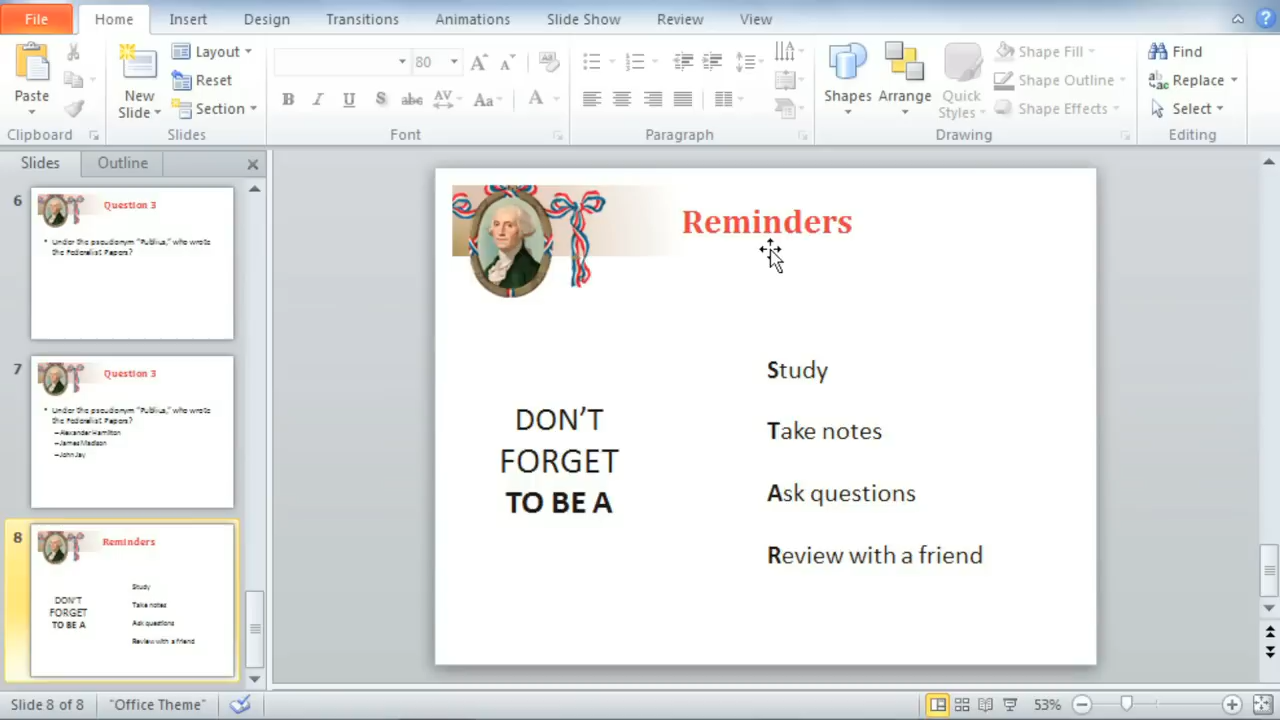 File Home Insert Design Transitions Animations Slide Show Review View
Paste
New
Slide
Layout
Reset
Section
80
B I U S abc AV Aa A
Shapes
Arrange
Quick
Styles
Shape Fill
Shape Outline
Shape Effects
Find
Replace
Select
Clipboard Slides Font Paragraph Drawing Editing
Slides Outline
6
Question 3
• Under the pseudonym "Publius," who wrote
the Federalist Papers?
7
Question 3
• Under the pseudonym "Publius," who wrote
the Federalist Papers?
–Alexander Hamilton
–James Madison
–John Jay
8
Reminders
DON'T
FORGET
TO BE A
Study
Take notes
Ask questions
Review with a friend
Reminders
DON'T
FORGET
TO BE A
Study
Take notes
Ask questions
Review with a friend
Slide 8 of 8 "Office Theme" 53%